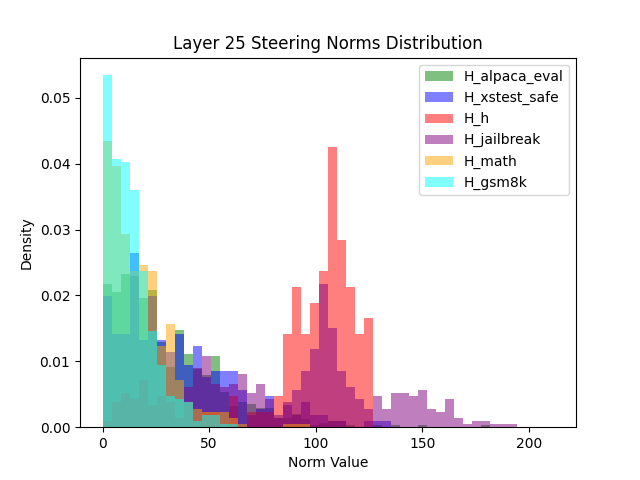 Layer 25 Steering Norms Distribution
H_alpaca_eval
H_xstest_safe
H_h
H_jailbreak
H_math
H_gsm8k
0.05
0.04
0.03
0.02
0.01
0.00
Density
0 50 100 150 200
Norm Value